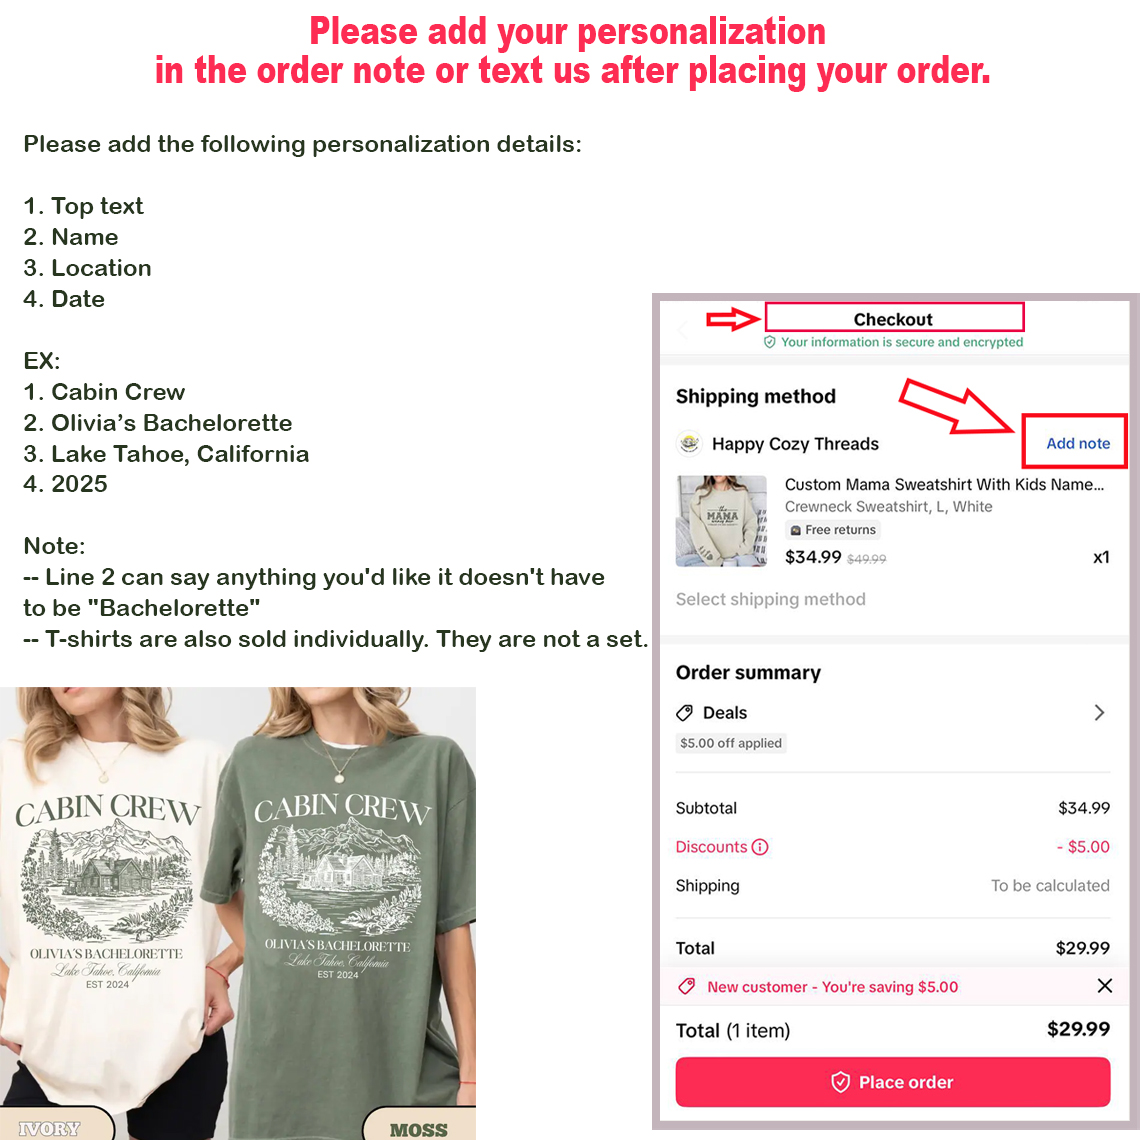 Please add your personalization
in the order note or text us after placing your order.
Please add the following personalization details:
1. Top text
2. Name
3. Location
4. Date
EX:
1. Cabin Crew
2. Olivia’s Bachelorette
3. Lake Tahoe, California
4. 2025
Note:
-- Line 2 can say anything you'd like it doesn't have
to be "Bachelorette"
-- T-shirts are also sold individually. They are not a set.
Checkout
Your information is secure and encrypted
Shipping method
Happy Cozy Threads
Add note
Custom Mama Sweatshirt With Kids Name...
Crewneck Sweatshirt, L, White
Free returns
$34.99 $49.99
x1
MAMA
Select shipping method
Order summary
Deals
$5.00 off applied
Subtotal
$34.99
Discounts
- $5.00
Shipping
To be calculated
Total
$29.99
New customer - You're saving $5.00
Total (1 item)
$29.99
Place order
CABIN CREW
OLIVIA'S BACHELORETTE
Lake Tahoe, California
EST 2024
CABIN CREW
OLIVIA'S BACHELORETTE
Lake Tahoe, California
EST 2024
IVORY
MOSS